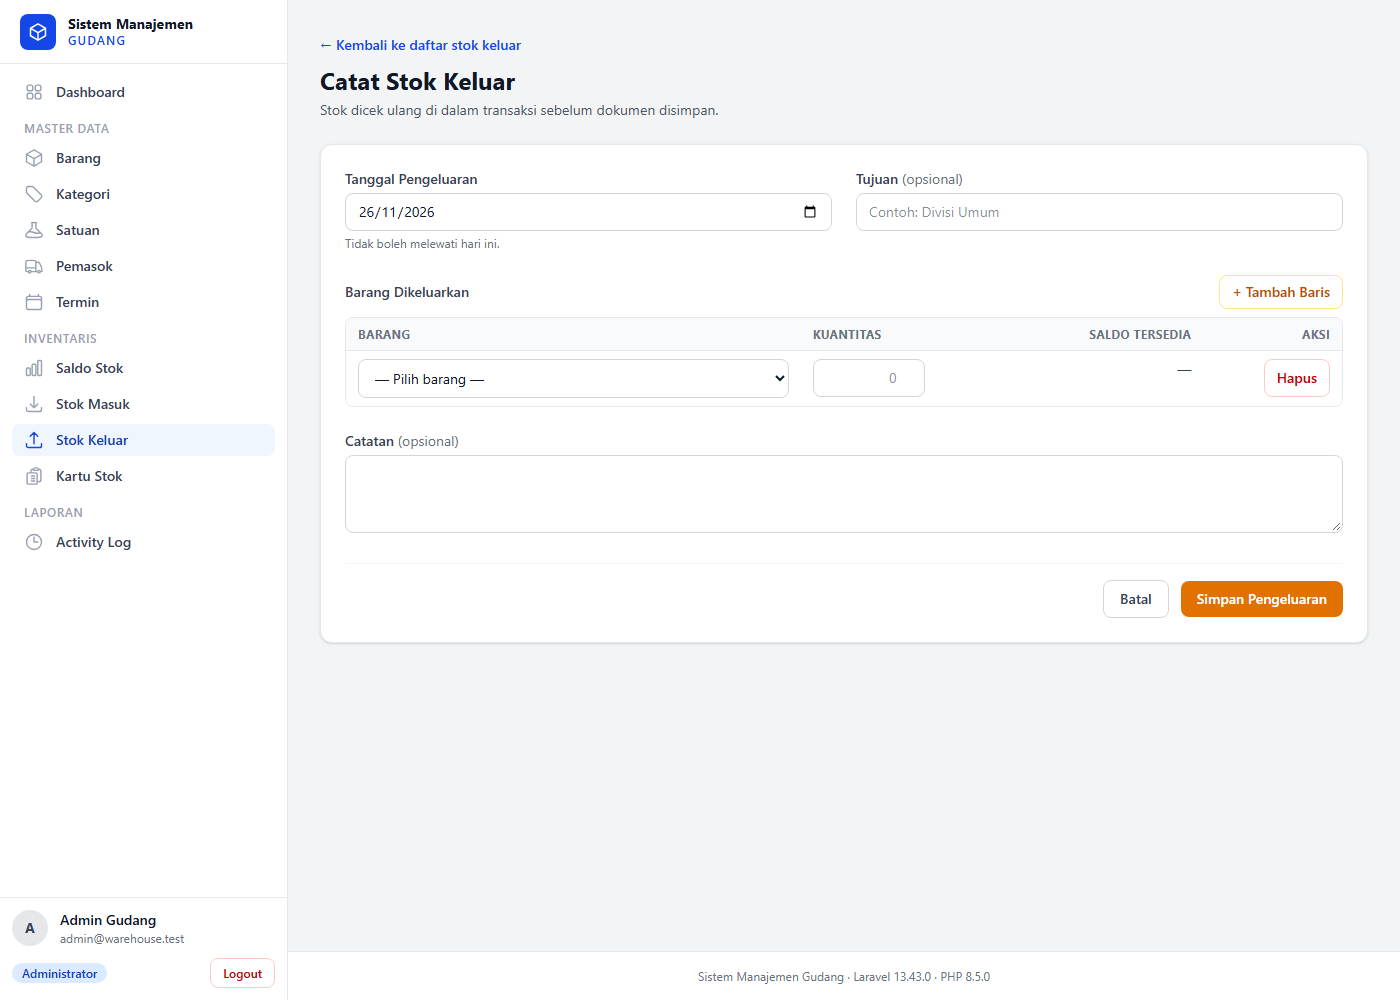 Sistem Manajemen
GUDANG
Dashboard
MASTER DATA
Barang
Kategori
Satuan
Pemasok
Termin
INVENTARIS
Saldo Stok
Stok Masuk
Stok Keluar
Kartu Stok
LAPORAN
Activity Log
A
Admin Gudang
admin@warehouse.test
Administrator
Logout
← Kembali ke daftar stok keluar
Catat Stok Keluar
Stok dicek ulang di dalam transaksi sebelum dokumen disimpan.
Tanggal Pengeluaran
26/11/2026
Tidak boleh melewati hari ini.
Tujuan (opsional)
Contoh: Divisi Umum
Barang Dikeluarkan
+ Tambah Baris
BARANG KUANTITAS SALDO TERSEDIA AKSI
— Pilih barang — 0 — Hapus
Catatan (opsional)
Batal
Simpan Pengeluaran
Sistem Manajemen Gudang · Laravel 13.43.0 · PHP 8.5.0